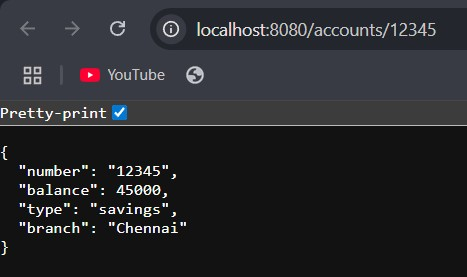 localhost:8080/accounts/12345
YouTube
Pretty-print
{
  "number": "12345",
  "balance": 45000,
  "type": "savings",
  "branch": "Chennai"
}